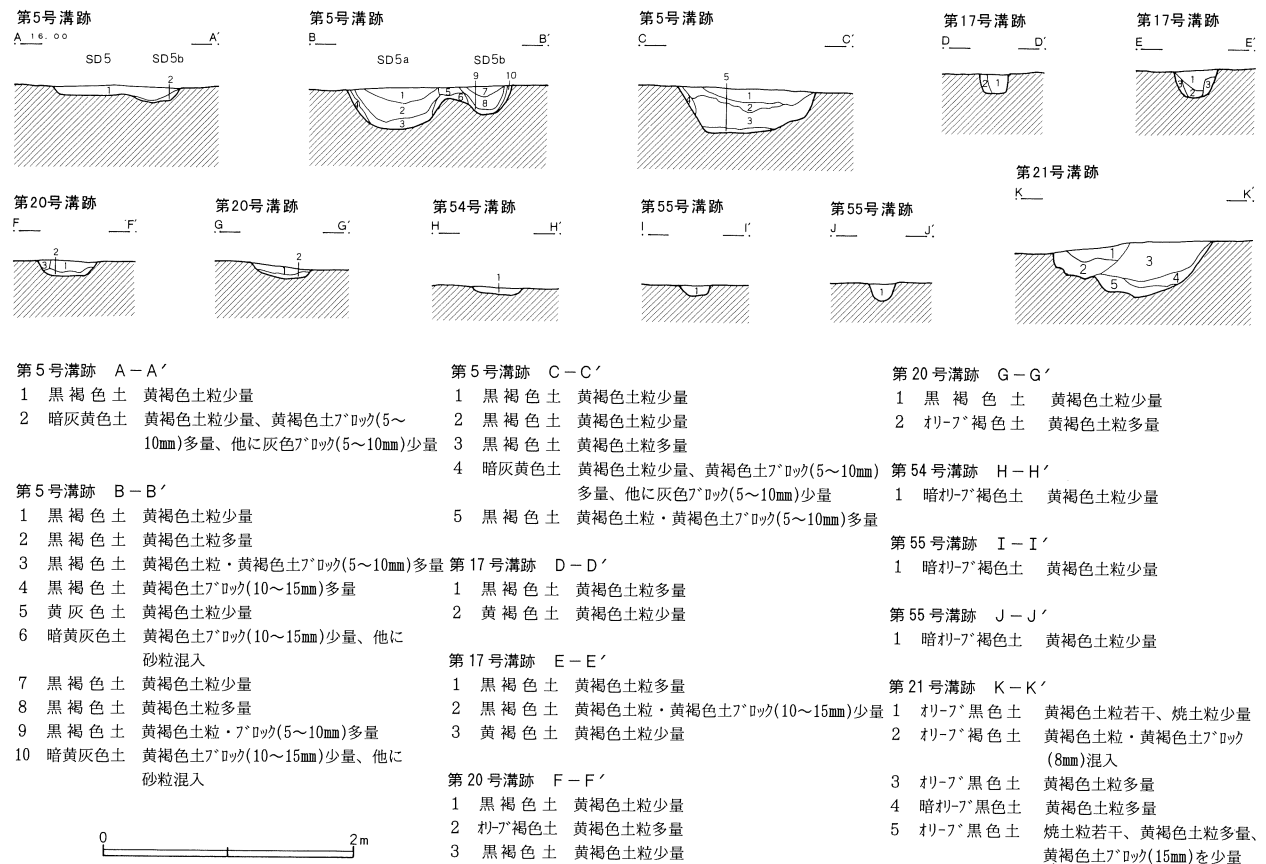 第5号溝跡
A 16.00 A′
SD5 SD5b
2
1
第5号溝跡
B B′
SD5a SD5b
9 10
1 5 7
4 2 6 8
3
第5号溝跡
C C′
5
1
4 2
3
第17号溝跡
D D′
2 1
第17号溝跡
E E′
3 1 3
2
第20号溝跡
F F′
2
3 1
第20号溝跡
G G′
2
1
第54号溝跡
H H′
1
第55号溝跡
I I′
1
第55号溝跡
J J′
1
第21号溝跡
K K′
1
2 3
4
5
第5号溝跡 A－A′
1 黒褐色土 黄褐色土粒少量
2 暗灰黄色土 黄褐色土粒少量、黄褐色土ﾌﾞﾛｯｸ(5～
10㎜)多量、他に灰色ﾌﾞﾛｯｸ(5～10㎜)少量
第5号溝跡 B－B′
1 黒褐色土 黄褐色土粒少量
2 黒褐色土 黄褐色土粒多量
3 黒褐色土 黄褐色土粒・黄褐色土ﾌﾞﾛｯｸ(5～10㎜)多量
4 黒褐色土 黄褐色土ﾌﾞﾛｯｸ(10～15㎜)多量
5 黄灰色土 黄褐色土粒少量
6 暗黄灰色土 黄褐色土ﾌﾞﾛｯｸ(10～15㎜)少量、他に
砂粒混入
7 黒褐色土 黄褐色土粒少量
8 黒褐色土 黄褐色土粒多量
9 黒褐色土 黄褐色土粒・ﾌﾞﾛｯｸ(5～10㎜)多量
10 暗黄灰色土 黄褐色土ﾌﾞﾛｯｸ(10～15㎜)少量、他に
砂粒混入
0 2m
第5号溝跡 C－C′
1 黒褐色土 黄褐色土粒少量
2 黒褐色土 黄褐色土粒少量
3 黒褐色土 黄褐色土粒多量
4 暗灰黄色土 黄褐色土粒少量、黄褐色土ﾌﾞﾛｯｸ(5～10㎜)
多量、他に灰色ﾌﾞﾛｯｸ(5～10㎜)少量
5 黒褐色土 黄褐色土粒・黄褐色土ﾌﾞﾛｯｸ(5～10㎜)多量
第17号溝跡 D－D′
1 黒褐色土 黄褐色土粒多量
2 黄褐色土 黄褐色土粒少量
第17号溝跡 E－E′
1 黒褐色土 黄褐色土粒多量
2 黒褐色土 黄褐色土粒・黄褐色土ﾌﾞﾛｯｸ(10～15㎜)少量
3 黄褐色土 黄褐色土粒少量
第20号溝跡 F－F′
1 黒褐色土 黄褐色土粒少量
2 ｵﾘｰﾌﾞ褐色土 黄褐色土粒多量
3 黒褐色土 黄褐色土粒少量
第20号溝跡 G－G′
1 黒褐色土 黄褐色土粒少量
2 ｵﾘｰﾌﾞ褐色土 黄褐色土粒多量
第54号溝跡 H－H′
1 暗ｵﾘｰﾌﾞ褐色土 黄褐色土粒少量
第55号溝跡 I－I′
1 暗ｵﾘｰﾌﾞ褐色土 黄褐色土粒少量
第55号溝跡 J－J′
1 暗ｵﾘｰﾌﾞ褐色土 黄褐色土粒少量
第21号溝跡 K－K′
1 ｵﾘｰﾌﾞ黒色土 黄褐色土粒若干、焼土粒少量
2 ｵﾘｰﾌﾞ褐色土 黄褐色土粒・黄褐色土ﾌﾞﾛｯｸ
(8㎜)混入
3 ｵﾘｰﾌﾞ黒色土 黄褐色土粒多量
4 暗ｵﾘｰﾌﾞ黒色土 黄褐色土粒多量
5 ｵﾘｰﾌﾞ黒色土 焼土粒若干、黄褐色土粒多量、
黄褐色土ﾌﾞﾛｯｸ(15㎜)を少量